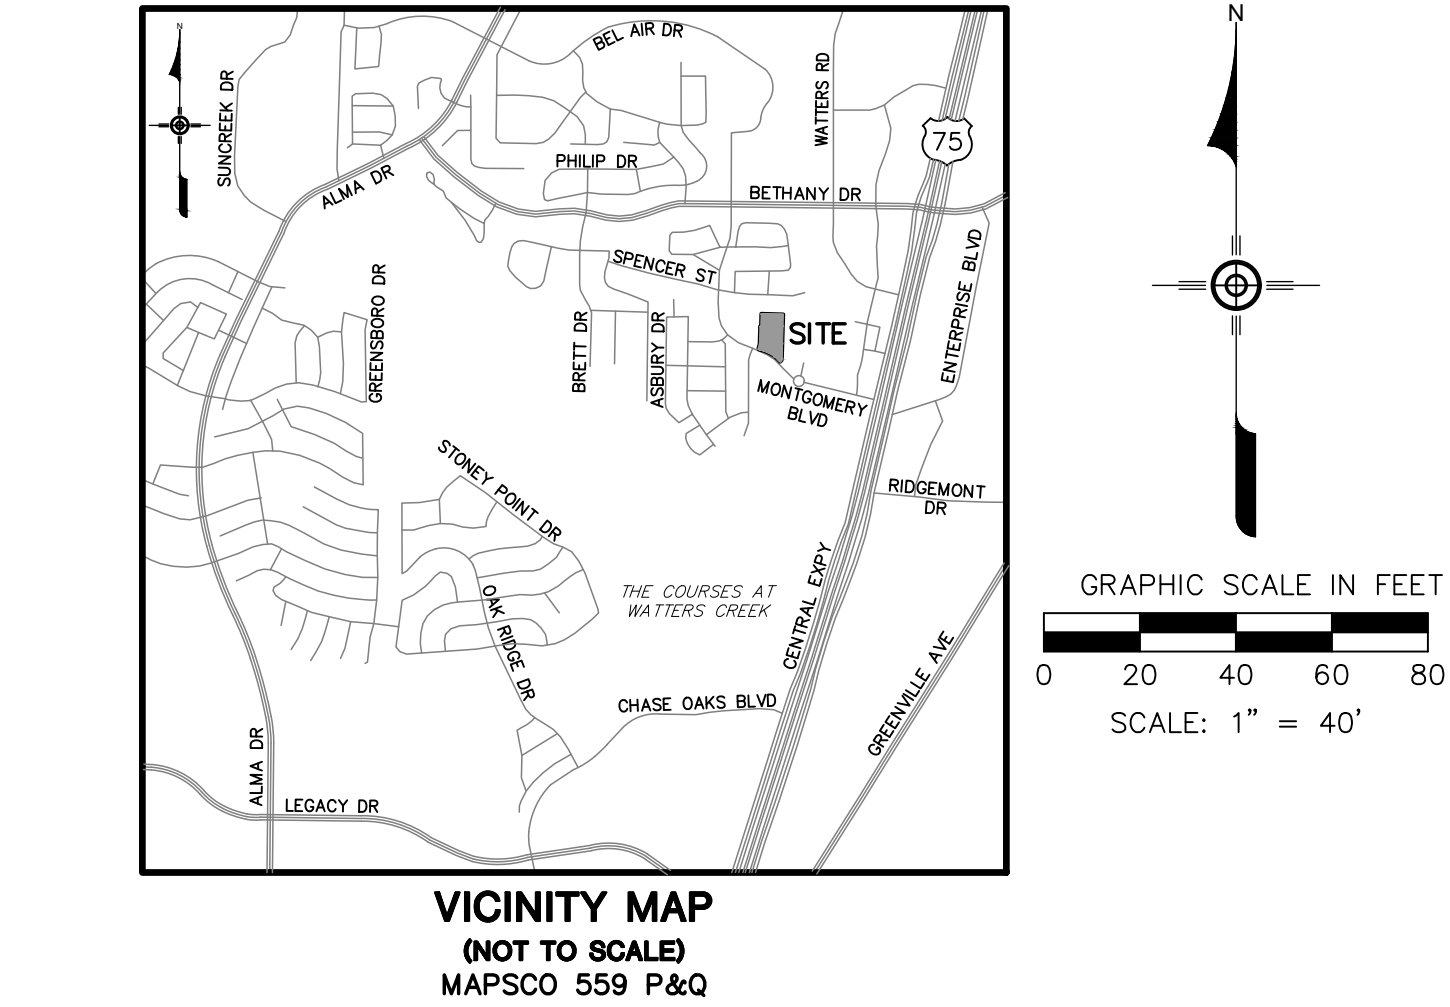 N
N
BEL AIR DR
WATTERS RD
SUNCREEK DR
75
PHILIP DR
ALMA DR
BETHANY DR
SPENCER ST
ENTERPRISE BLVD
GREENSBORO DR
BRETT DR
ASBURY DR
SITE
MONTGOMERY
BLVD
STONEY POINT DR
RIDGEMONT
DR
CENTRAL EXPY
OAK RIDGE DR
THE COURSES AT
WATTERS CREEK
GREENVILLE AVE
CHASE OAKS BLVD
ALMA DR
LEGACY DR
VICINITY MAP
(NOT TO SCALE)
MAPSCO 559 P&Q
GRAPHIC SCALE IN FEET
0 20 40 60 80
SCALE: 1" = 40'